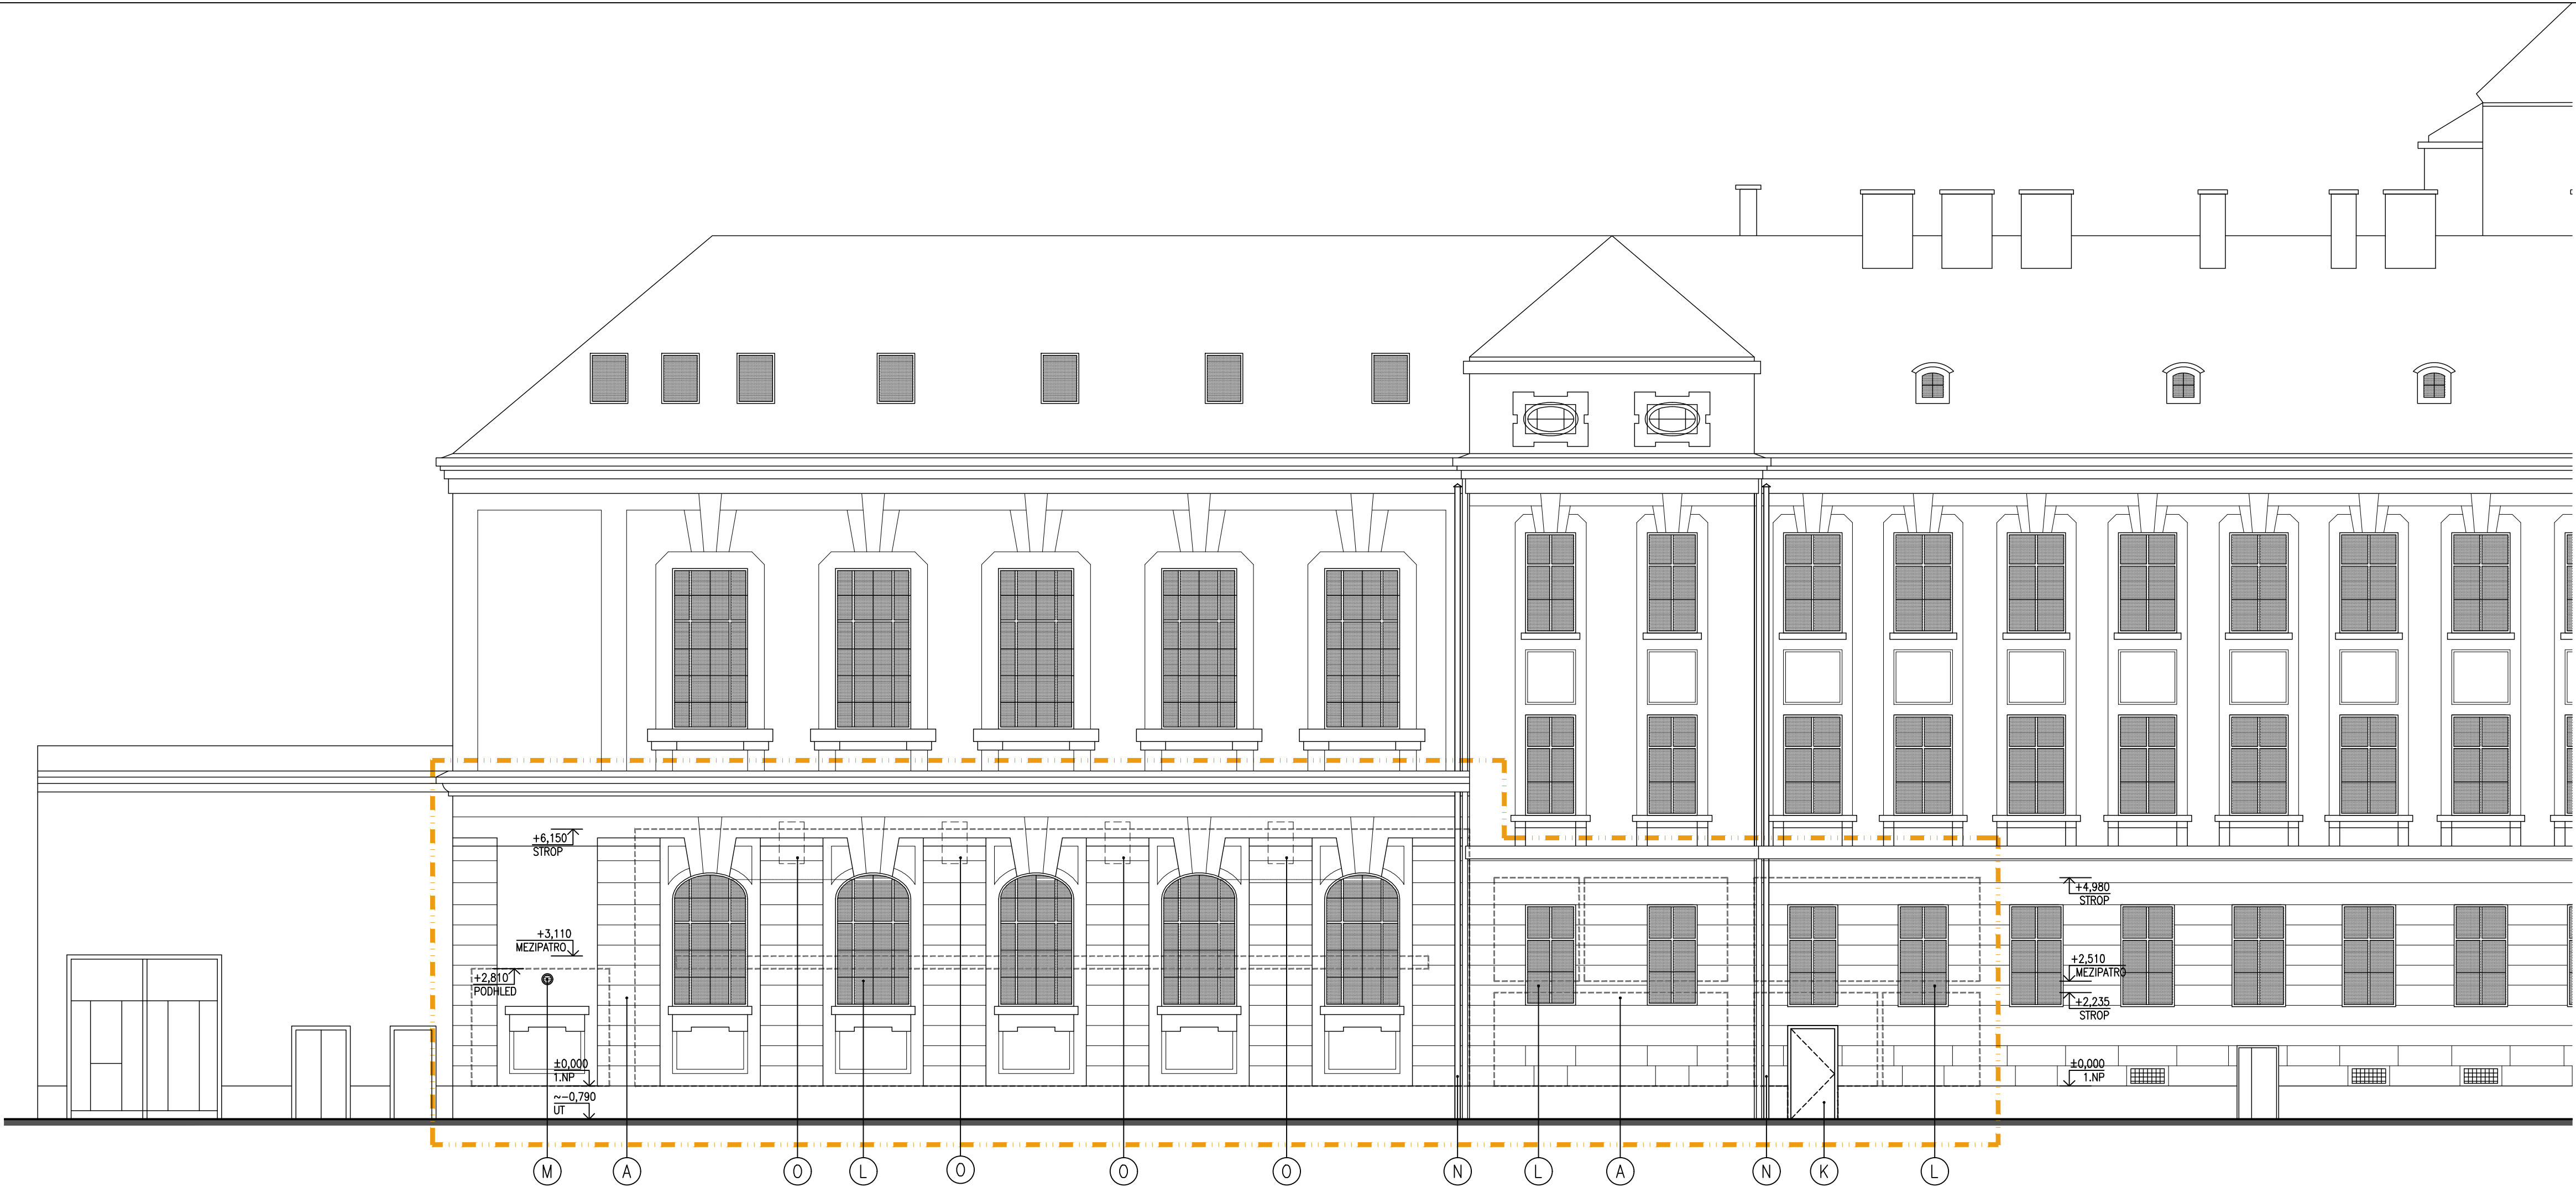 +6,150
STROP
+4,980
STROP
+3,110
MEZIPATRO
+2,810
PODHLED
+2,510
MEZIPATRO
+2,235
STROP
±0,000
1.NP
±0,000
1.NP
~-0,790
UT
M A O L O O O N L A N K L